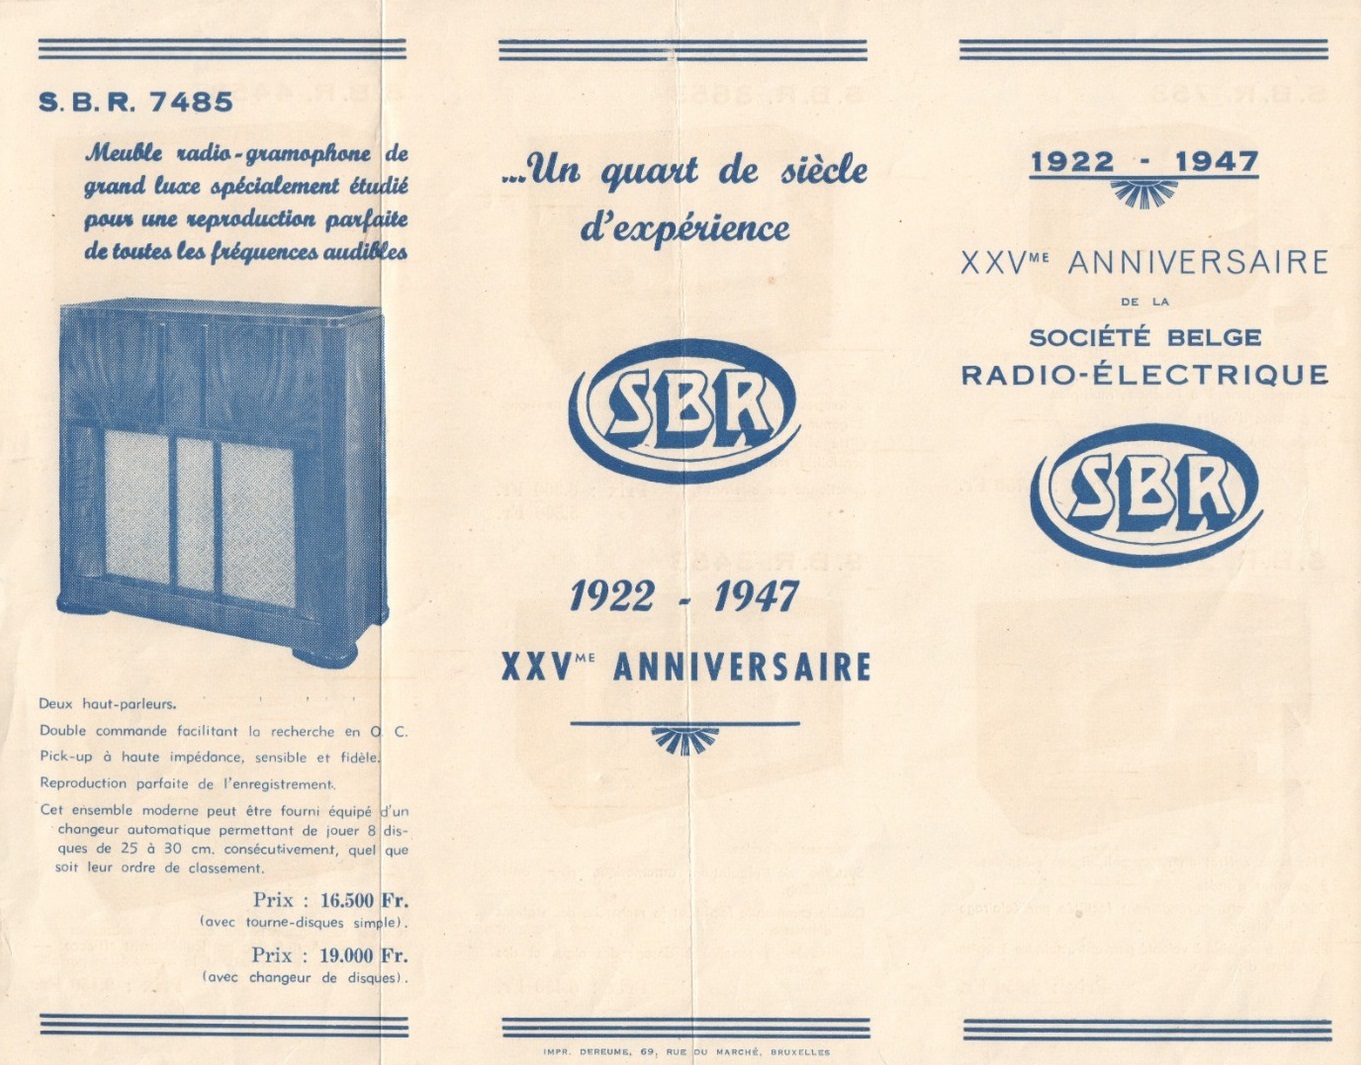 S.B.R. 7485
Meuble radio-gramophone de
grand luxe spécialement étudié
pour une reproduction parfaite
de toutes les fréquences audibles
Deux haut-parleurs.
Double commande facilitant la recherche en O. C.
Pick-up à haute impédance, sensible et fidèle.
Reproduction parfaite de l'enregistrement.
Cet ensemble moderne peut être fourni équipé d'un
changeur automatique permettant de jouer 8 dis-
ques de 25 à 30 cm. consécutivement, quel que
soit leur ordre de classement.
Prix : 16.500 Fr.
(avec tourne-disques simple).
Prix : 19.000 Fr.
(avec changeur de disques).
...Un quart de siècle
d'expérience
SBR
1922 - 1947
XXVME ANNIVERSAIRE
IMPR. DEREUME, 69, RUE DU MARCHÉ, BRUXELLES
1922 - 1947
XXVME ANNIVERSAIRE
DE LA
SOCIÉTÉ BELGE
RADIO-ÉLECTRIQUE
SBR